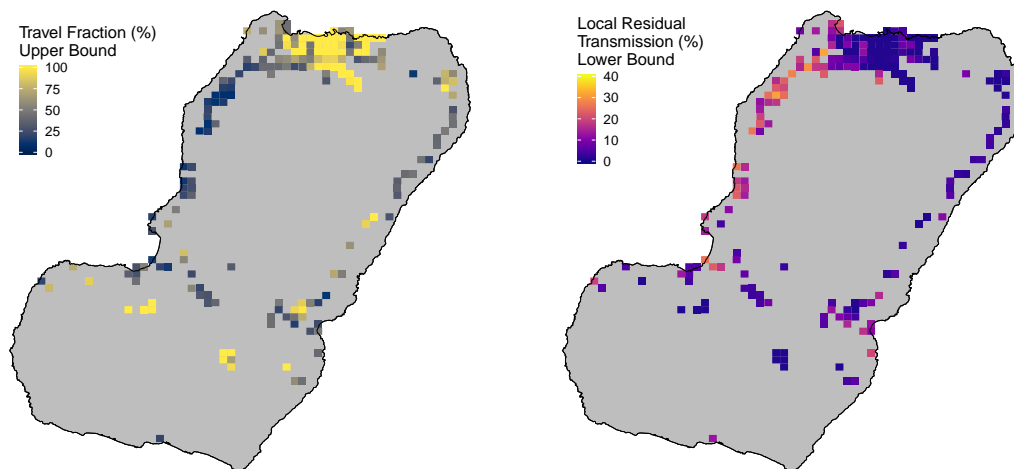 Travel Fraction (%)
Upper Bound
100
75
50
25
0
Local Residual
Transmission (%)
Lower Bound
40
30
20
10
0